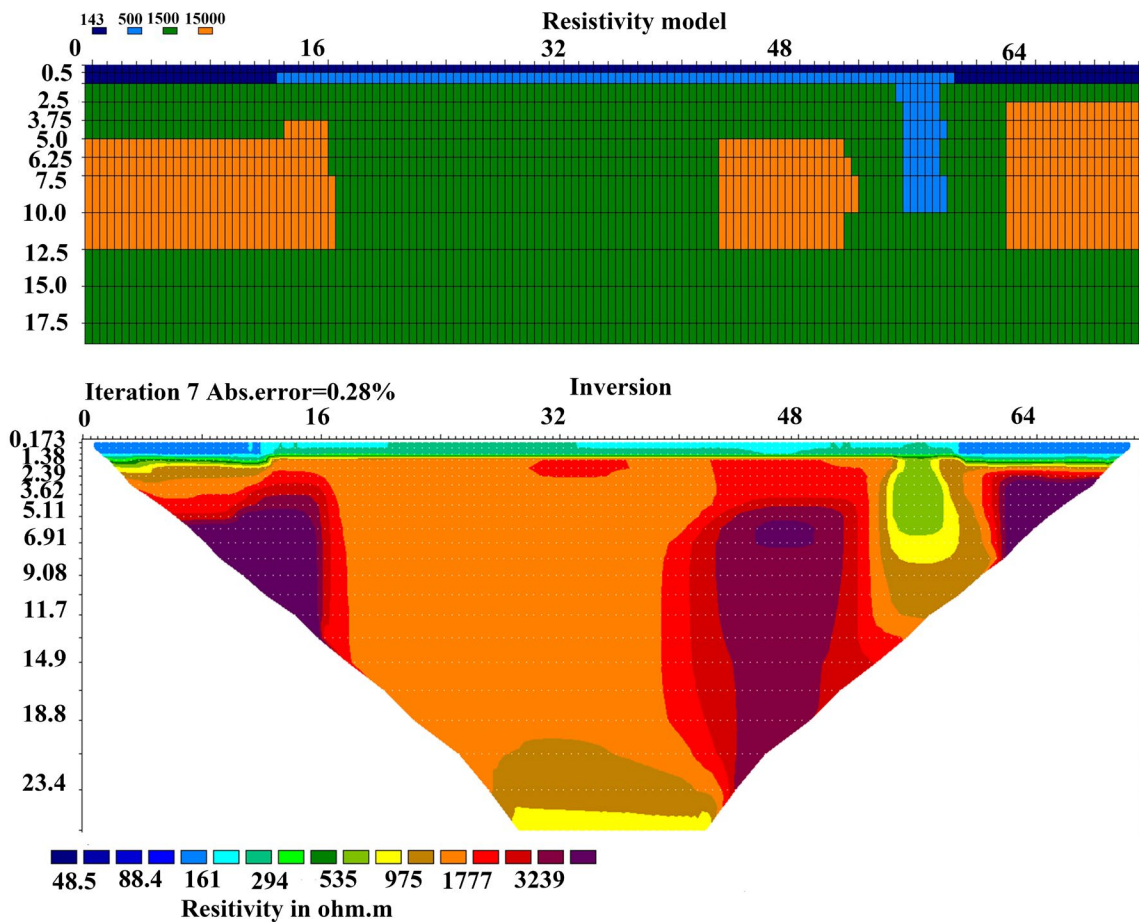 143 500 1500 15000
Resistivity model
0 16 32 48 64
0.5
2.5
3.75
5.0
6.25
7.5
10.0
12.5
15.0
17.5
Iteration 7 Abs.error=0.28%
Inversion
0 16 32 48 64
0.173
1.38
2.39
3.62
5.11
6.91
9.08
11.7
14.9
18.8
23.4
48.5 88.4 161 294 535 975 1777 3239
Resitivity in ohm.m